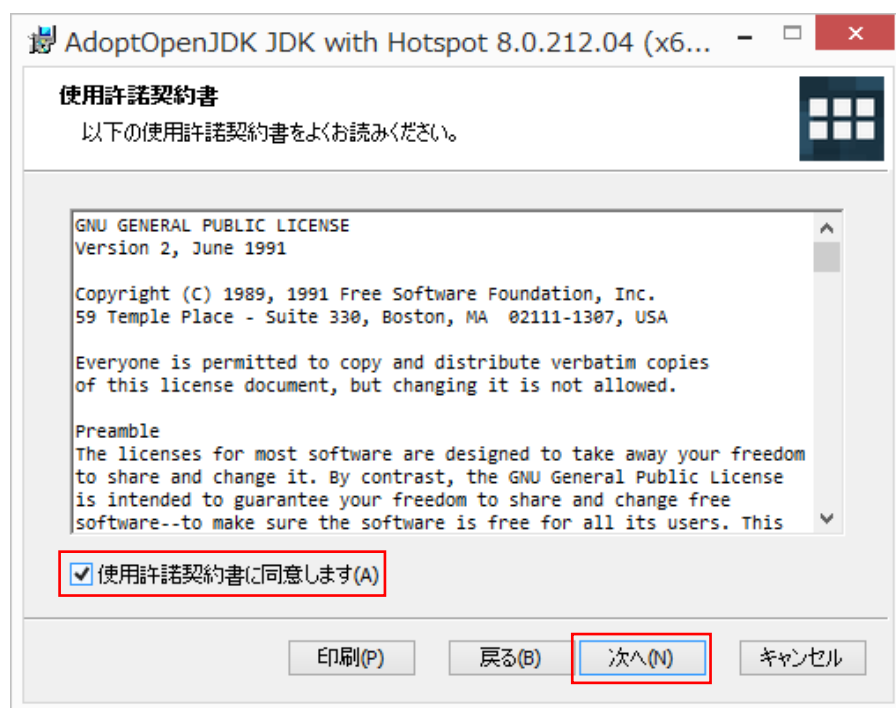 AdoptOpenJDK JDK with Hotspot 8.0.212.04 (x6...
使用許諾契約書
以下の使用許諾契約書をよくお読みください。
GNU GENERAL PUBLIC LICENSE
Version 2, June 1991
Copyright (C) 1989, 1991 Free Software Foundation, Inc.
59 Temple Place - Suite 330, Boston, MA  02111-1307, USA
Everyone is permitted to copy and distribute verbatim copies
of this license document, but changing it is not allowed.
Preamble
The licenses for most software are designed to take away your freedom
to share and change it. By contrast, the GNU General Public License
is intended to guarantee your freedom to share and change free
software--to make sure the software is free for all its users. This
使用許諾契約書に同意します(A)
印刷(P) 戻る(B) 次へ(N) キャンセル